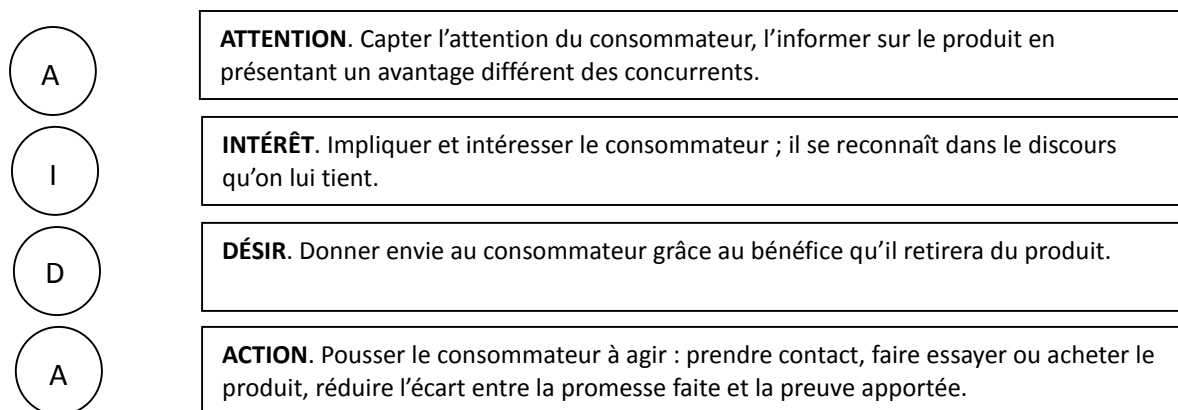 A
ATTENTION. Capter l’attention du consommateur, l’informer sur le produit en
présentant un avantage différent des concurrents.
I
INTÉRÊT. Impliquer et intéresser le consommateur ; il se reconnaît dans le discours
qu’on lui tient.
D
DÉSIR. Donner envie au consommateur grâce au bénéfice qu’il retirera du produit.
A
ACTION. Pousser le consommateur à agir : prendre contact, faire essayer ou acheter le
produit, réduire l’écart entre la promesse faite et la preuve apportée.